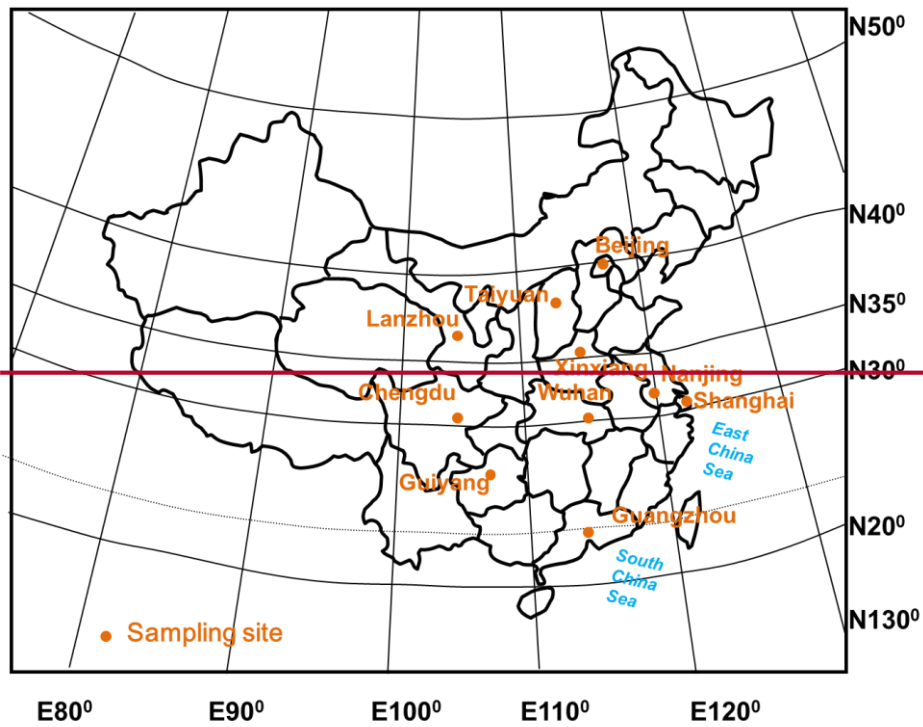 N50⁰
N40⁰
Beijing
Taiyuan
N35⁰
Lanzhou
Xinxiang
Nanjing
N30⁰
Chengdu
Wuhan
Shanghai
East
China
Sea
Guiyang
Guangzhou
N20⁰
South
China
Sea
N130⁰
Sampling site
E80⁰
E90⁰
E100⁰
E110⁰
E120⁰